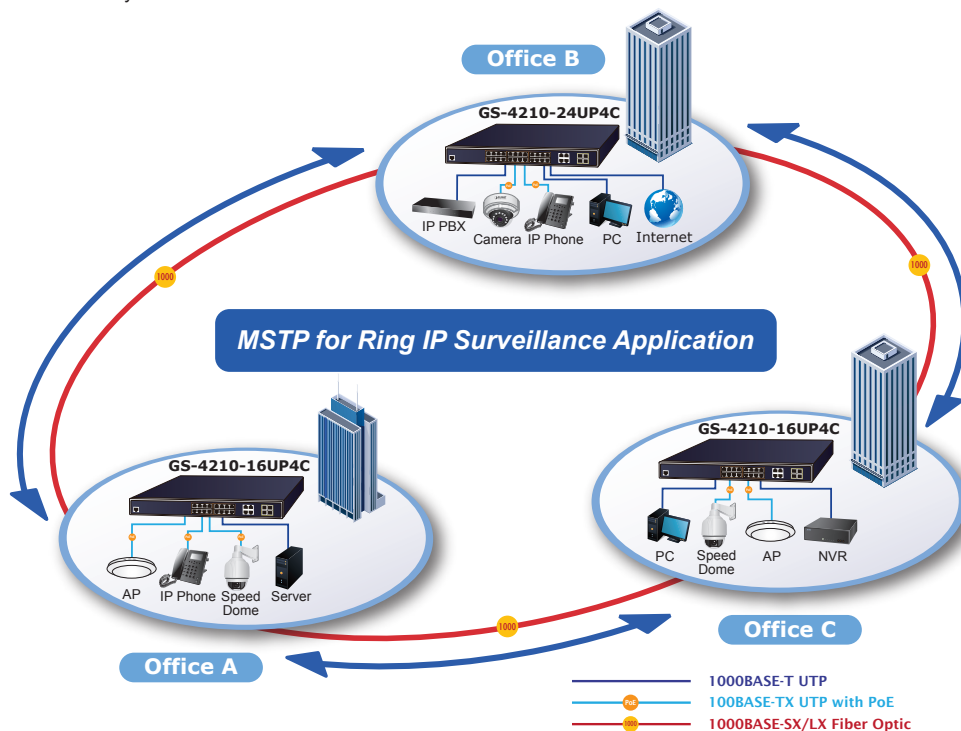 Office B
GS-4210-24UP4C
IP PBX
Camera
IP Phone
PC
Internet
1000
1000
MSTP for Ring IP Surveillance Application
GS-4210-16UP4C
AP
IP Phone
Speed
Dome
Server
Office A
GS-4210-16UP4C
PC
Speed
Dome
AP
NVR
Office C
1000
1000BASE-T UTP
PoE
100BASE-TX UTP with PoE
1000
1000BASE-SX/LX Fiber Optic